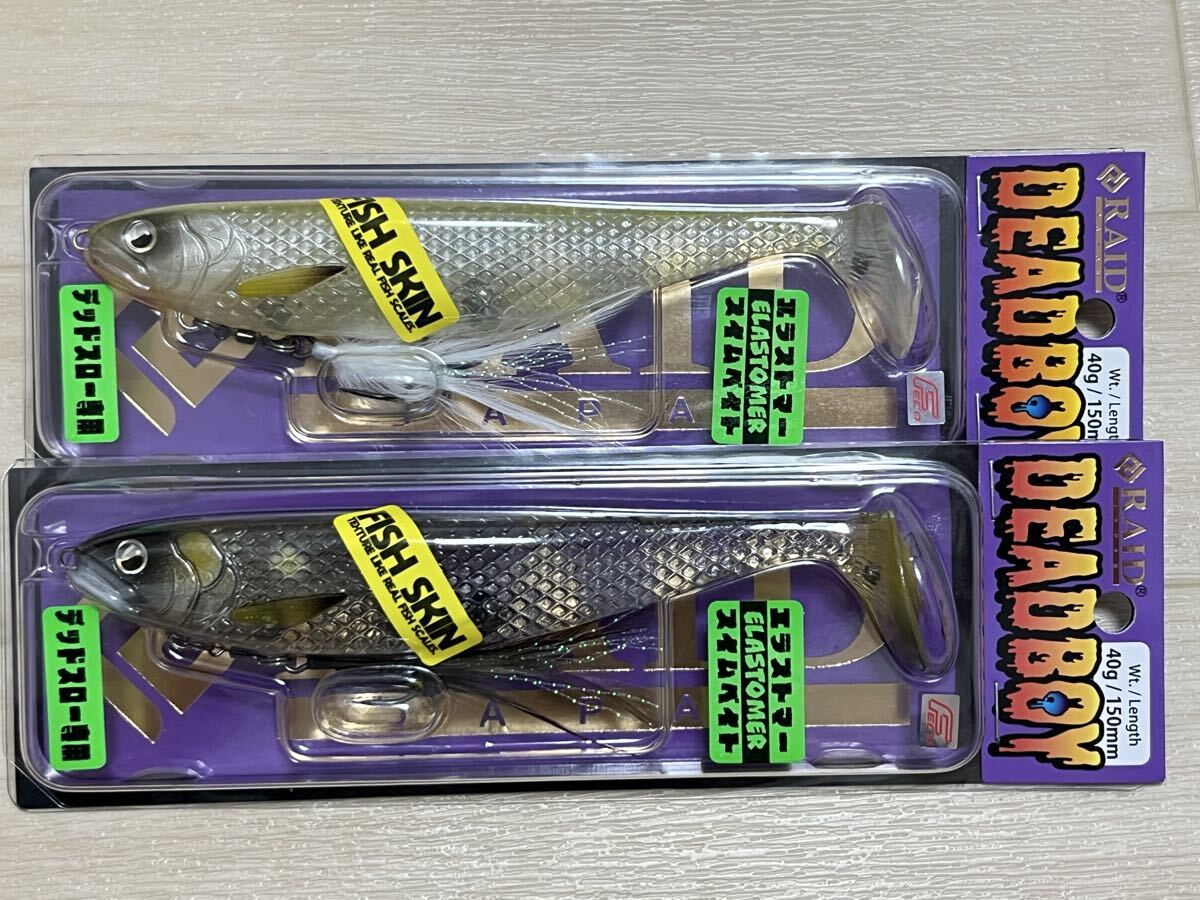 FISH SKIN
TEXTURE LIKE REAL FISH SCALES
デッドスロー専用
エラストマー
ELASTOMER
スイムベイト
FECO
RAID®
DEADBOY
Wt. / Length
40g / 150m
FISH SKIN
TEXTURE LIKE REAL FISH SCALES
デッドスロー専用
エラストマー
ELASTOMER
スイムベイト
FECO
RAID®
DEADBOY
Wt. / Length
40g / 150mm